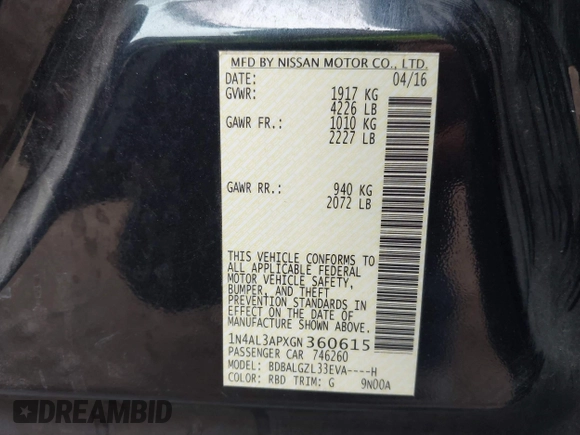 MFD BY NISSAN MOTOR CO., LTD.
DATE: 04/16
GVWR: 1917 KG
4226 LB
GAWR FR.: 1010 KG
2227 LB
GAWR RR.: 940 KG
2072 LB
THIS VEHICLE CONFORMS TO
ALL APPLICABLE FEDERAL
MOTOR VEHICLE SAFETY,
BUMPER, AND THEFT
PREVENTION STANDARDS IN
EFFECT ON THE DATE OF
MANUFACTURE SHOWN ABOVE.
1N4AL3APXGN360615
PASSENGER CAR 746260
MODEL: BDBALGZL33EVA----H
COLOR: RBD TRIM: G 9N00A
DREAMBID